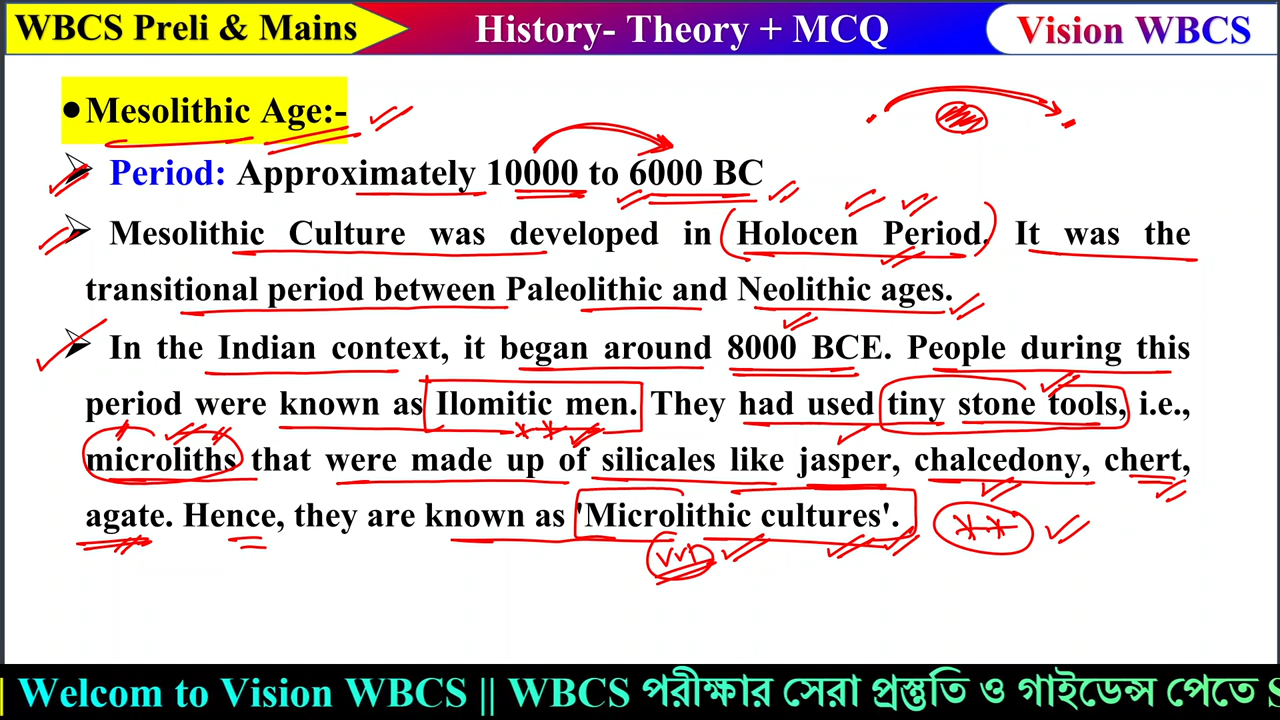 WBCS Preli & Mains
History- Theory + MCQ
Vision WBCS
• Mesolithic Age:-
➢ Period: Approximately 10000 to 6000 BC
➢ Mesolithic Culture was developed in Holocen Period. It was the
transitional period between Paleolithic and Neolithic ages.
➢ In the Indian context, it began around 8000 BCE. People during this
period were known as Ilomitic men. They had used tiny stone tools, i.e.,
microliths that were made up of silicales like jasper, chalcedony, chert,
agate. Hence, they are known as 'Microlithic cultures'.
Welcom to Vision WBCS || WBCS পরীক্ষার সেরা প্রস্তুতি ও গাইডেন্স পেতে S